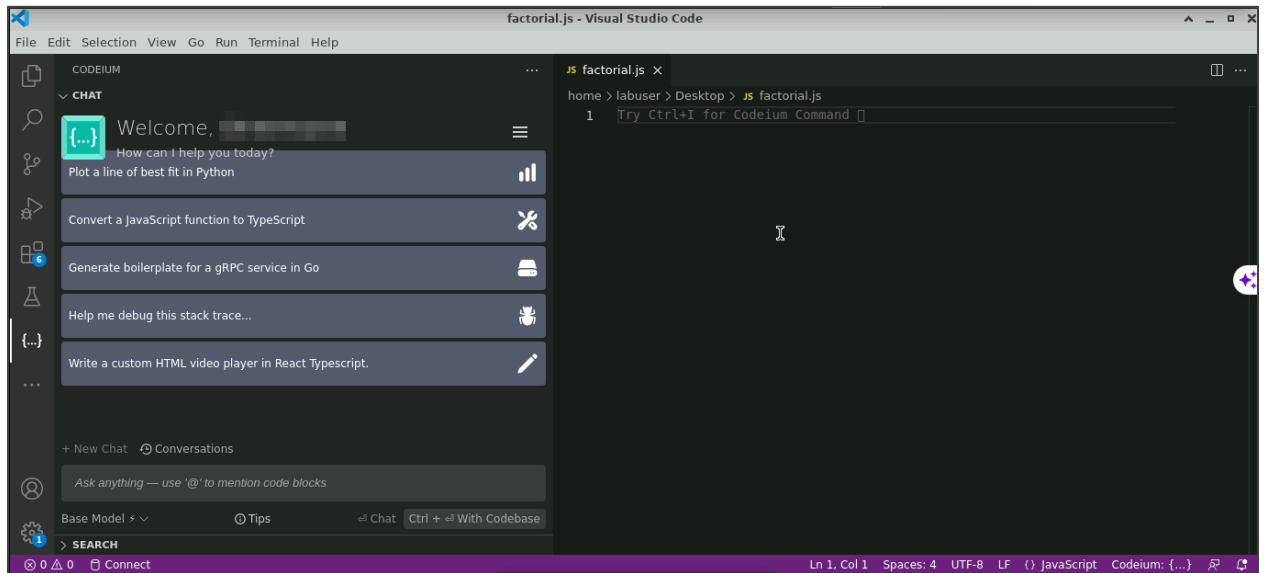 factorial.js - Visual Studio Code
File Edit Selection View Go Run Terminal Help
CODEIUM
CHAT
Welcome,
How can I help you today?
Plot a line of best fit in Python
Convert a JavaScript function to TypeScript
Generate boilerplate for a gRPC service in Go
Help me debug this stack trace...
Write a custom HTML video player in React Typescript.
+ New Chat Conversations
Ask anything — use '@' to mention code blocks
Base Model Tips Chat Ctrl + ⏎ With Codebase
SEARCH
6
{...}
1
JS factorial.js
home > labuser > Desktop > JS factorial.js
1 Try Ctrl+I for Codeium Command
0 0 Connect Ln 1, Col 1 Spaces: 4 UTF-8 LF {} JavaScript Codeium: {...}